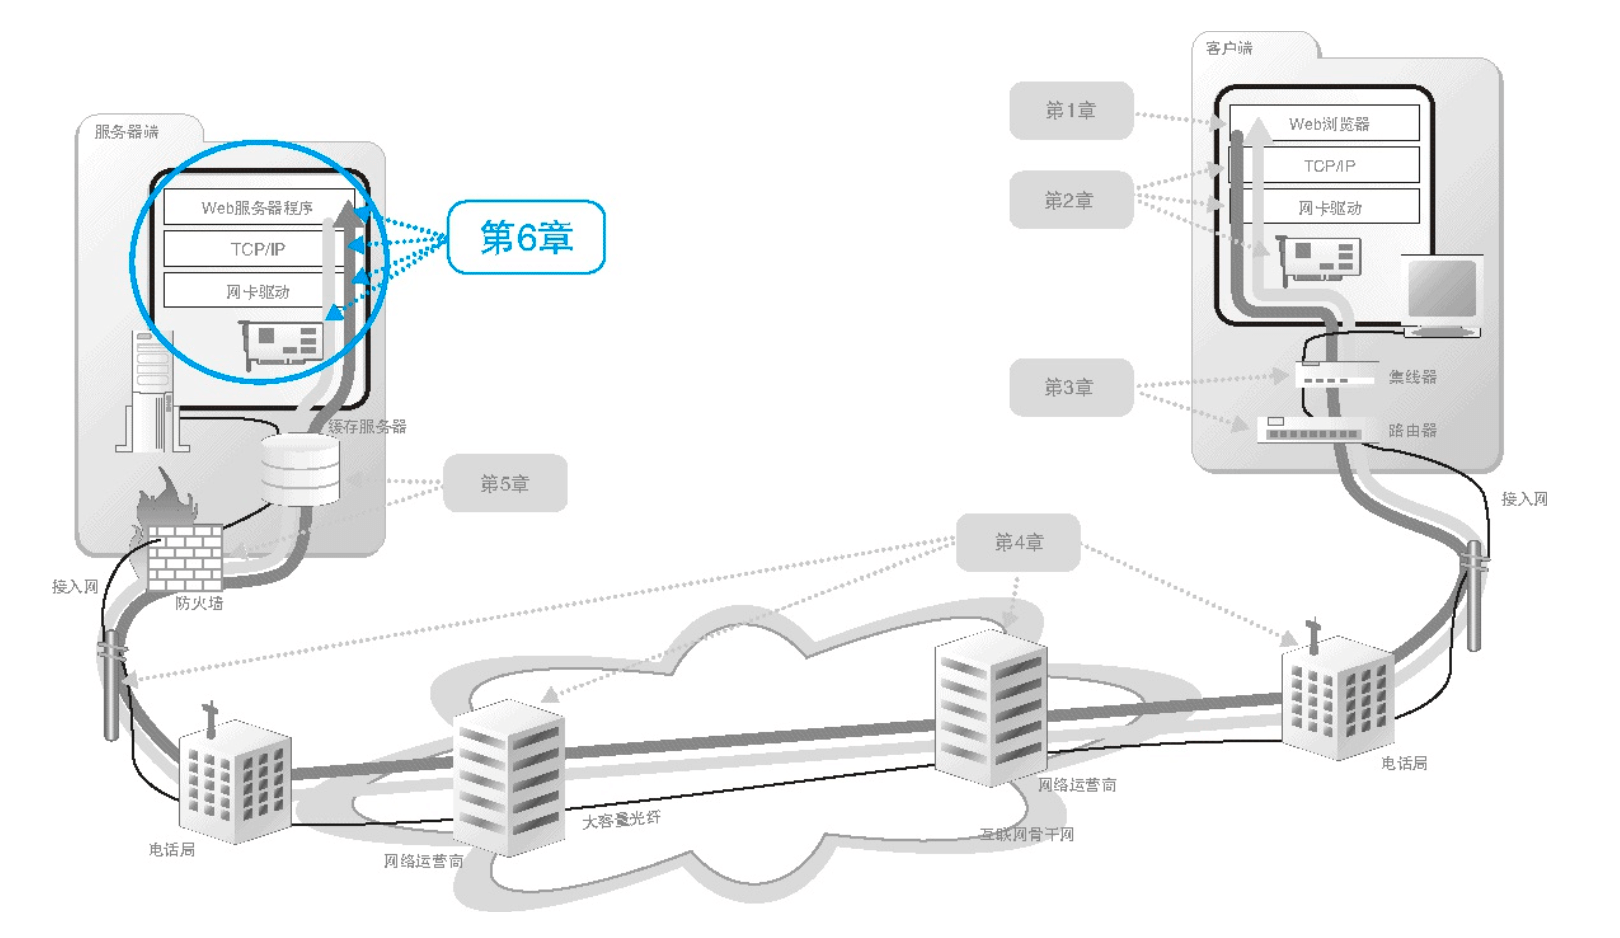 客户端
第1章
Web浏览器
TCP/IP
第2章
网卡驱动
服务器端
Web服务器程序
第6章
TCP/IP
网卡驱动
第3章
集线器
路由器
缓存服务器
第5章
接入网
第4章
接入网
防火墙
电话局
网络运营商
大容量光纤
互联网骨干网
电话局
网络运营商